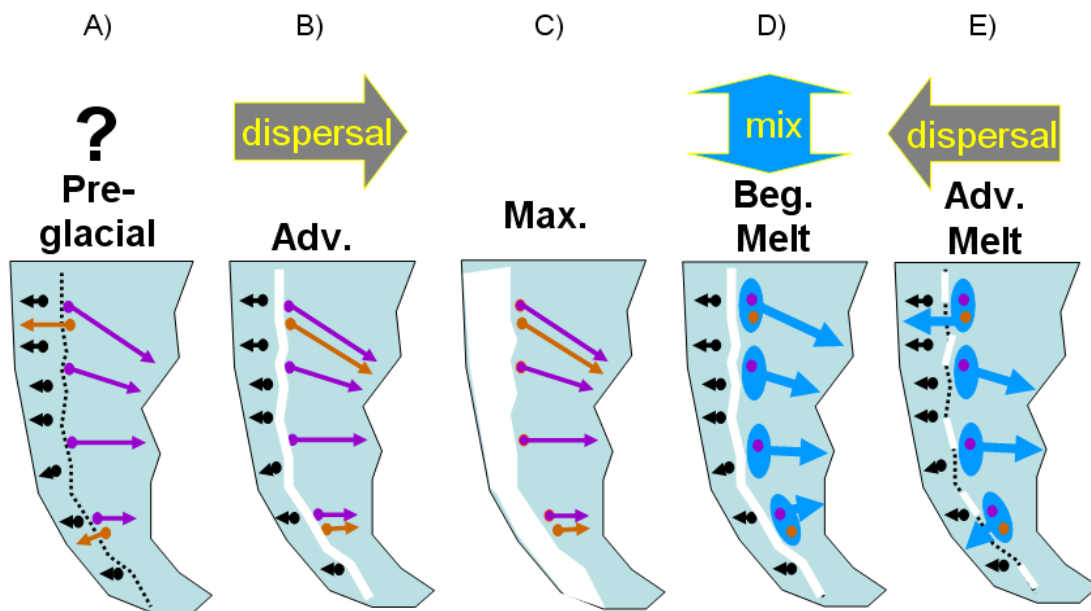 A)
B)
C)
D)
E)
?
Pre-
glacial
dispersal
Adv.
Max.
mix
Beg.
Melt
dispersal
Adv.
Melt